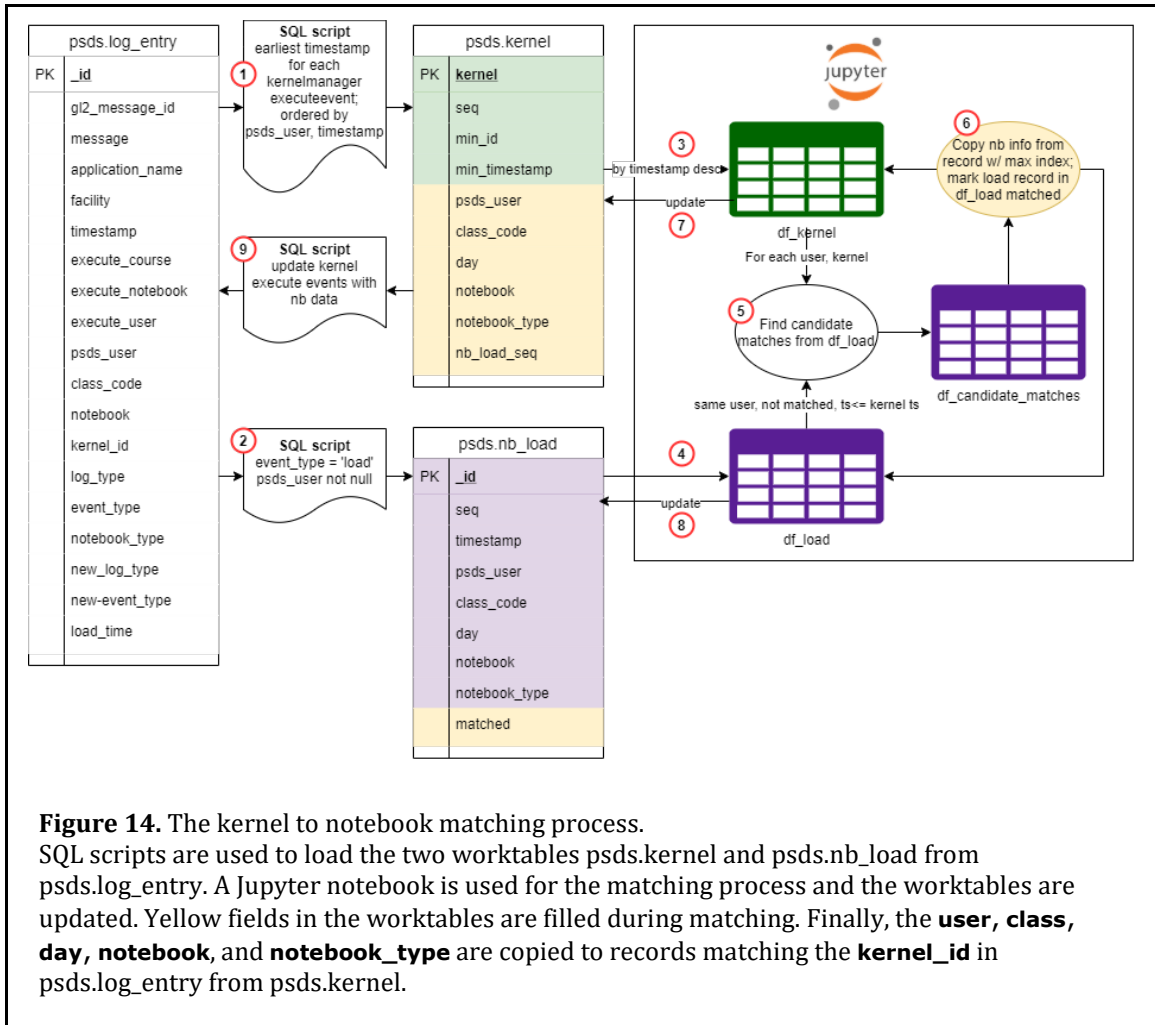 psds.log_entry
PK _id
gl2_message_id
message
application_name
facility
timestamp
execute_course
execute_notebook
execute_user
psds_user
class_code
notebook
kernel_id
log_type
event_type
notebook_type
new_log_type
new-event_type
load_time
1
SQL script
earliest timestamp
for each
kernelmanager
executeevent;
ordered by
psds_user, timestamp
9
SQL script
update kernel
execute events with
nb data
2
SQL script
event_type = 'load'
psds_user not null
psds.kernel
PK kernel
seq
min_id
min_timestamp
psds_user
class_code
day
notebook
notebook_type
nb_load_seq
psds.nb_load
PK _id
seq
timestamp
psds_user
class_code
day
notebook
notebook_type
matched
jupyter
3
by timestamp desc
update
7
df_kernel
For each user, kernel
5
Find candidate
matches from df_load
same user, not matched, ts<= kernel ts
4
update
8
df_load
6
Copy nb info from
record w/ max index;
mark load record in
df_load matched
df_candidate_matches
Figure 14. The kernel to notebook matching process.
SQL scripts are used to load the two worktables psds.kernel and psds.nb_load from
psds.log_entry. A Jupyter notebook is used for the matching process and the worktables are
updated. Yellow fields in the worktables are filled during matching. Finally, the user, class,
day, notebook, and notebook_type are copied to records matching the kernel_id in
psds.log_entry from psds.kernel.